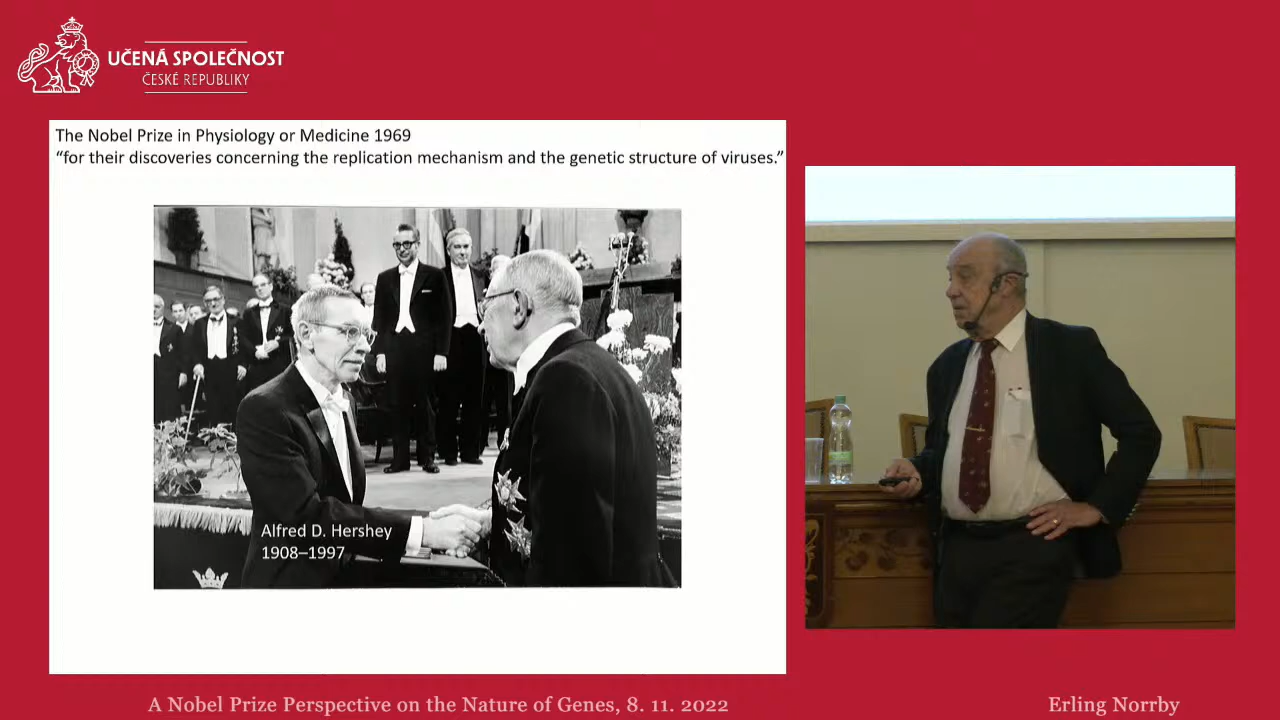 UČENÁ SPOLEČNOST
ČESKÉ REPUBLIKY
The Nobel Prize in Physiology or Medicine 1969
“for their discoveries concerning the replication mechanism and the genetic structure of viruses.”
Alfred D. Hershey
1908–1997
A Nobel Prize Perspective on the Nature of Genes, 8. 11. 2022
Erling Norrby